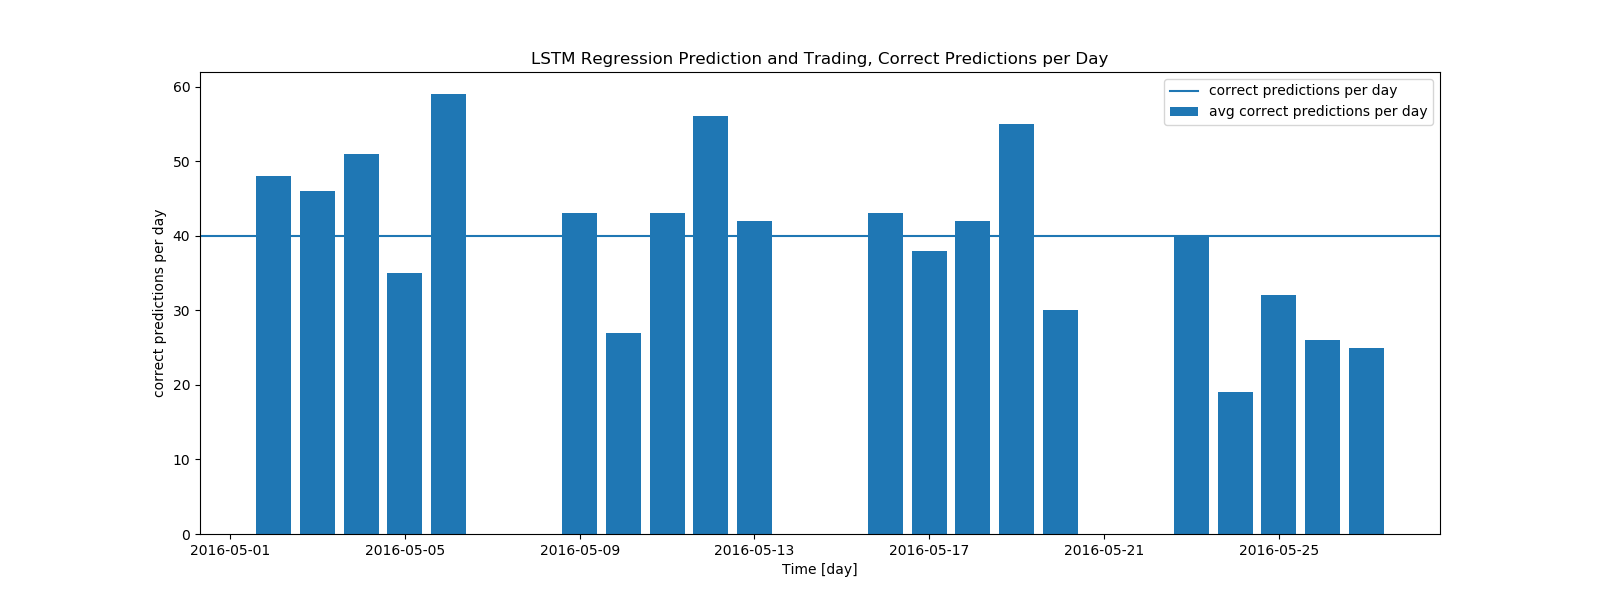 LSTM Regression Prediction and Trading, Correct Predictions per Day
correct predictions per day
avg correct predictions per day
correct predictions per day
60
50
40
30
20
10
0
2016-05-01 2016-05-05 2016-05-09 2016-05-13 2016-05-17 2016-05-21 2016-05-25
Time [day]